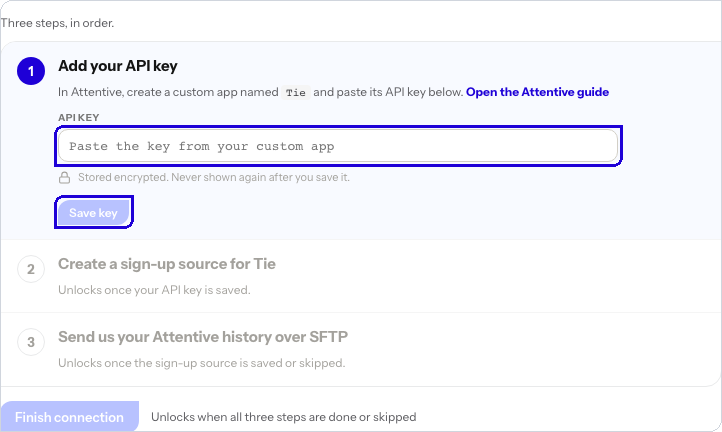 Three steps, in order.
1
Add your API key
In Attentive, create a custom app named Tie and paste its API key below. Open the Attentive guide
API KEY
Paste the key from your custom app
Stored encrypted. Never shown again after you save it.
Save key
2
Create a sign-up source for Tie
Unlocks once your API key is saved.
3
Send us your Attentive history over SFTP
Unlocks once the sign-up source is saved or skipped.
Finish connection
Unlocks when all three steps are done or skipped